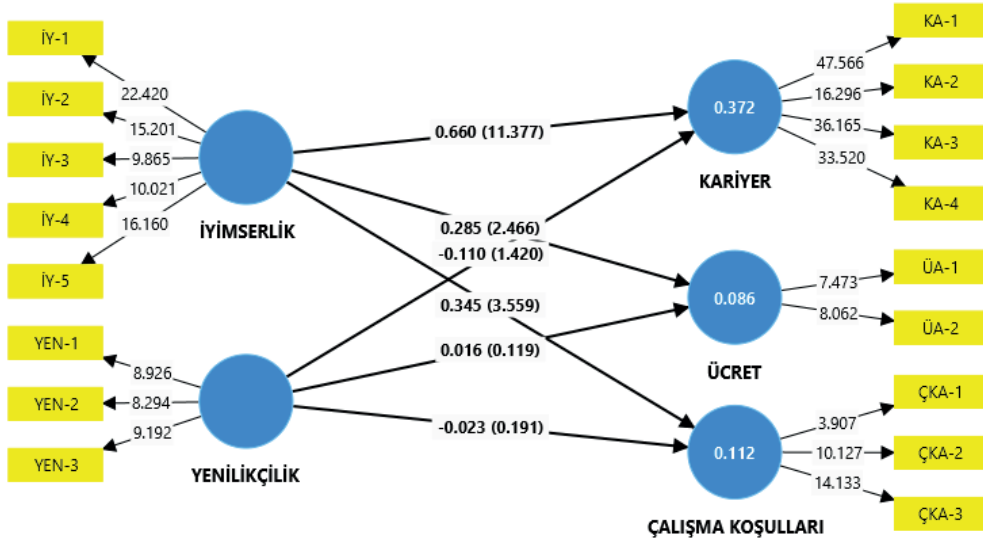 İY-1
İY-2
İY-3
İY-4
İY-5
22.420
15.201
9.865
10.021
16.160
İYİMSERLİK
YEN-1
YEN-2
YEN-3
8.926
8.294
9.192
YENİLİKÇİLİK
0.660 (11.377)
0.285 (2.466)
-0.110 (1.420)
0.345 (3.559)
0.016 (0.119)
-0.023 (0.191)
0.372
KARİYER
47.566
16.296
36.165
33.520
KA-1
KA-2
KA-3
KA-4
0.086
ÜCRET
7.473
8.062
ÜA-1
ÜA-2
0.112
ÇALIŞMA KOŞULLARI
3.907
10.127
14.133
ÇKA-1
ÇKA-2
ÇKA-3